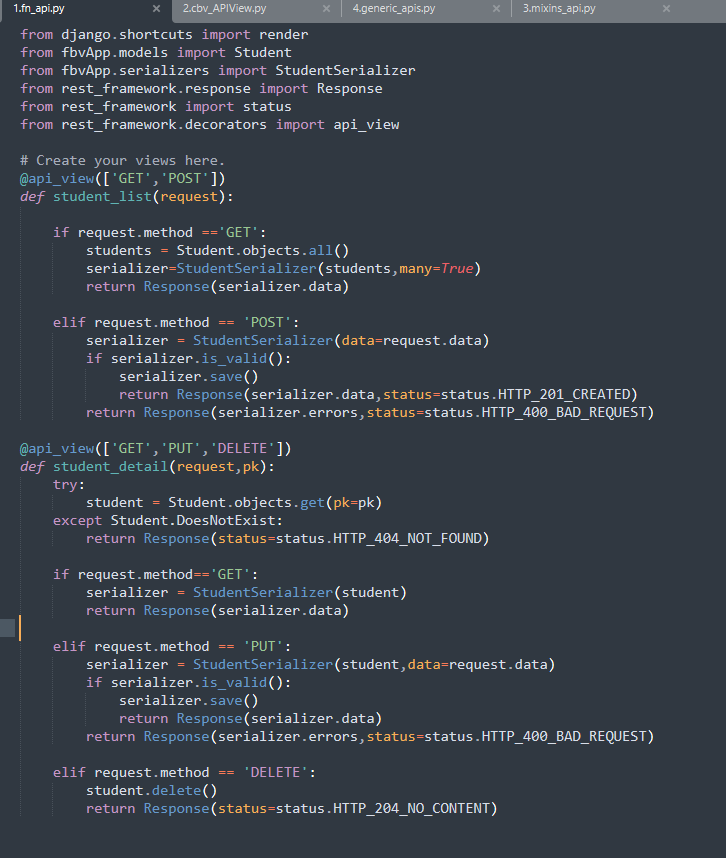 1.fn_api.py × 2.cbv_APIView.py × 4.generic_apis.py × 3.mixins_api.py ×
from django.shortcuts import render
from fbvApp.models import Student
from fbvApp.serializers import StudentSerializer
from rest_framework.response import Response
from rest_framework import status
from rest_framework.decorators import api_view
# Create your views here.
@api_view(['GET','POST'])
def student_list(request):
if request.method =='GET':
students = Student.objects.all()
serializer=StudentSerializer(students,many=True)
return Response(serializer.data)
elif request.method == 'POST':
serializer = StudentSerializer(data=request.data)
if serializer.is_valid():
serializer.save()
return Response(serializer.data,status=status.HTTP_201_CREATED)
return Response(serializer.errors,status=status.HTTP_400_BAD_REQUEST)
@api_view(['GET','PUT','DELETE'])
def student_detail(request,pk):
try:
student = Student.objects.get(pk=pk)
except Student.DoesNotExist:
return Response(status=status.HTTP_404_NOT_FOUND)
if request.method=='GET':
serializer = StudentSerializer(student)
return Response(serializer.data)
elif request.method == 'PUT':
serializer = StudentSerializer(student,data=request.data)
if serializer.is_valid():
serializer.save()
return Response(serializer.data)
return Response(serializer.errors,status=status.HTTP_400_BAD_REQUEST)
elif request.method == 'DELETE':
student.delete()
return Response(status=status.HTTP_204_NO_CONTENT)